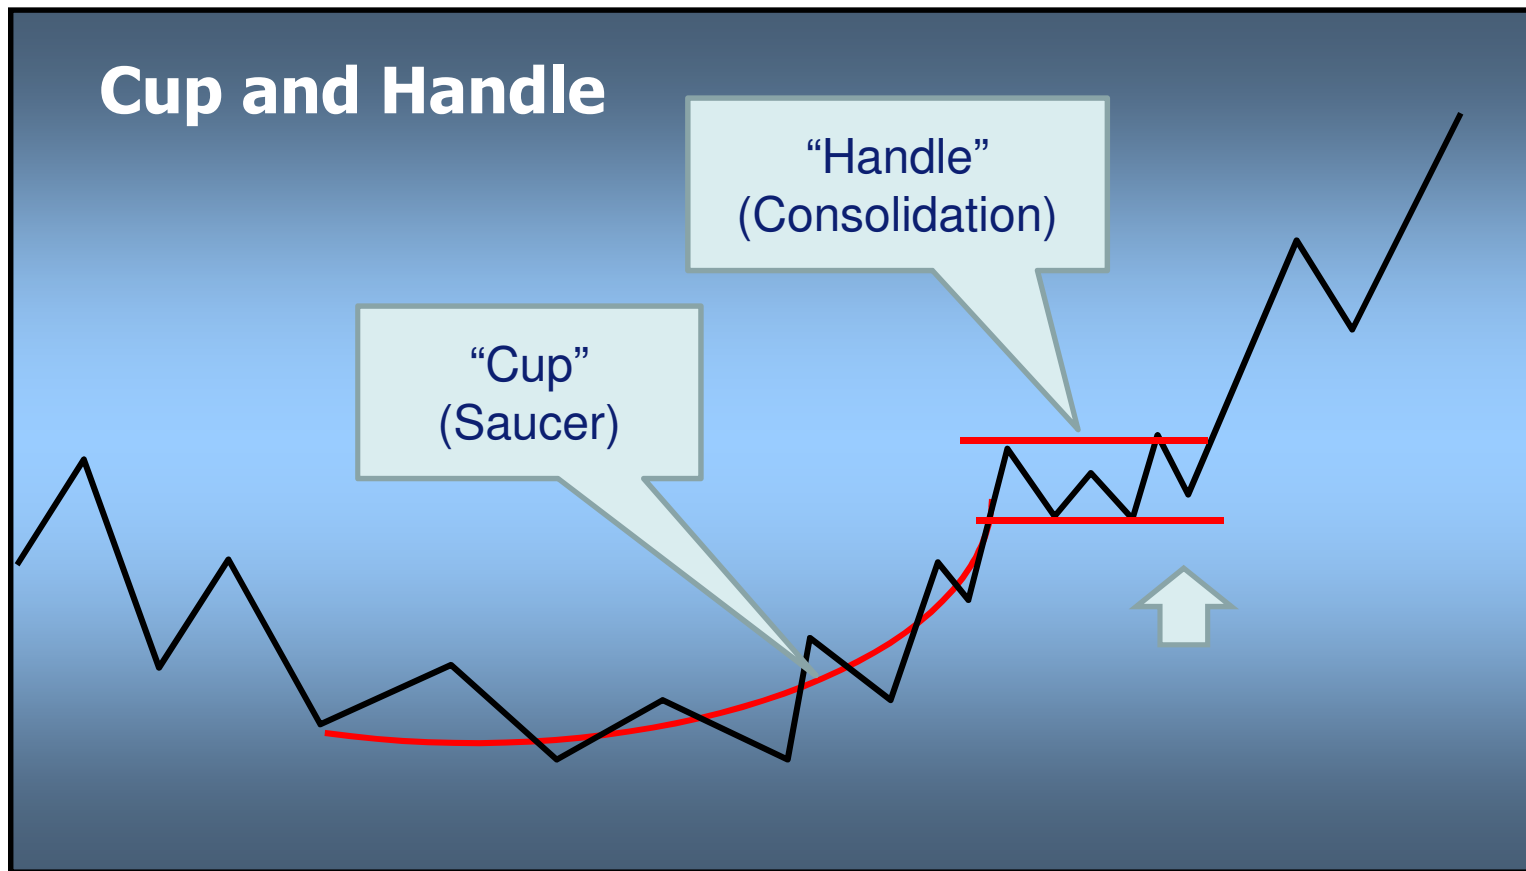 Cup and Handle
“Handle”
(Consolidation)
“Cup”
(Saucer)